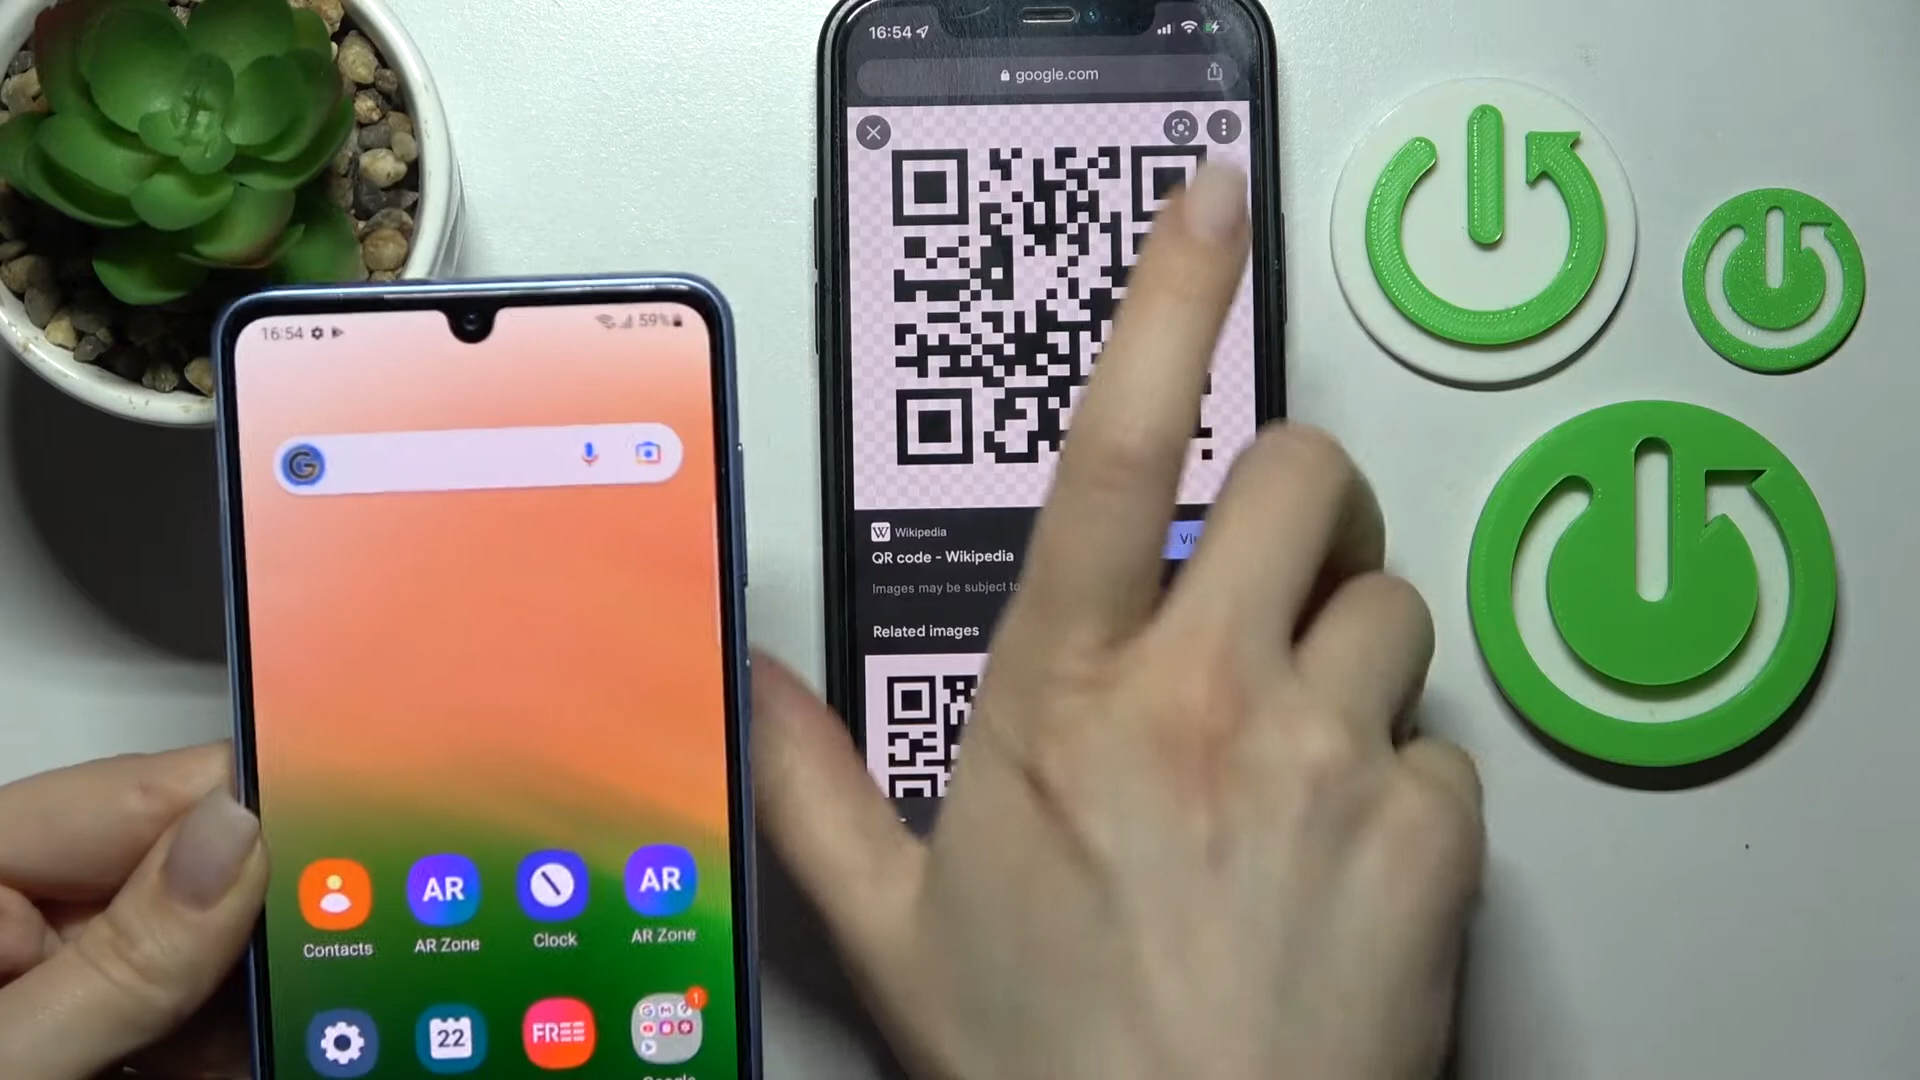 16:54
google.com
Wikipedia
QR code - Wikipedia
Images may be subject to
Related images
16:54
59%
G
Contacts
AR
AR Zone
Clock
AR
AR Zone
22
FREE
1